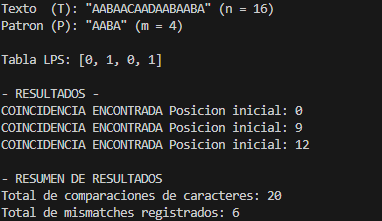 Texto  (T): "AABAACAADAABAABA" (n = 16)
Patron (P): "AABA" (m = 4)
Tabla LPS: [0, 1, 0, 1]
- RESULTADOS -
COINCIDENCIA ENCONTRADA Posicion inicial: 0
COINCIDENCIA ENCONTRADA Posicion inicial: 9
COINCIDENCIA ENCONTRADA Posicion inicial: 12
- RESUMEN DE RESULTADOS
Total de comparaciones de caracteres: 20
Total de mismatches registrados: 6